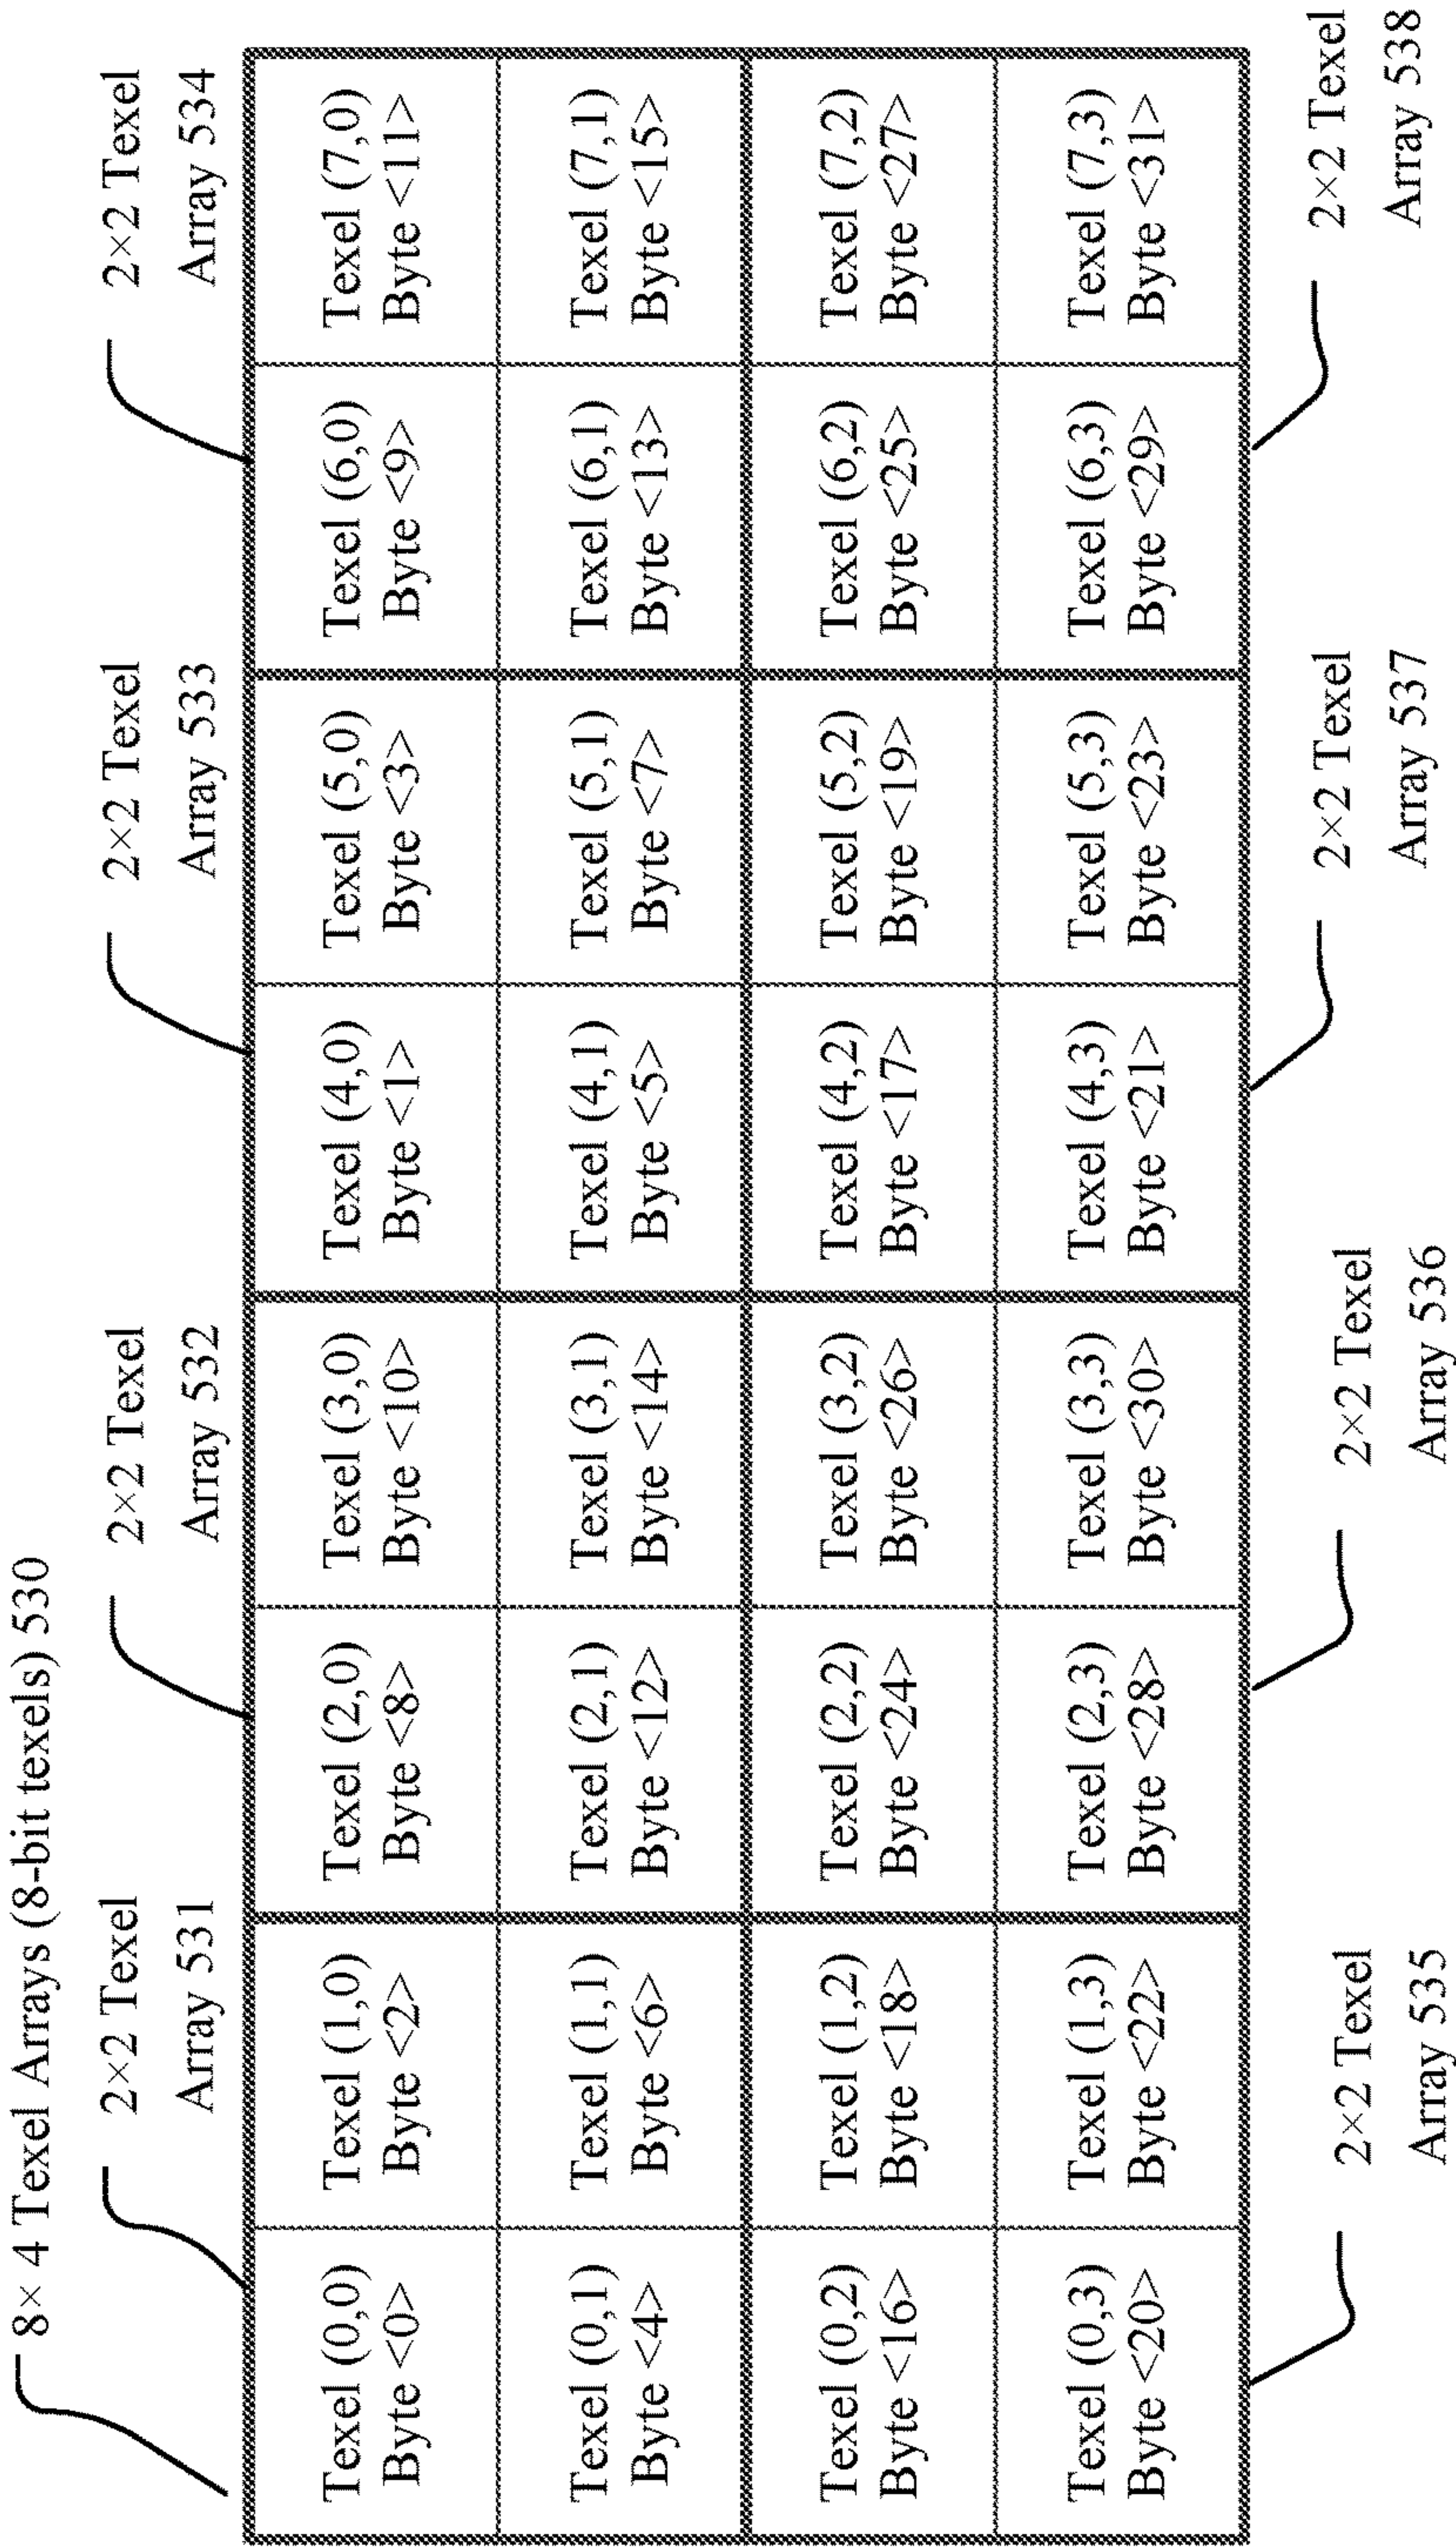 8× 4 Texel Arrays (8-bit texels) 530
2×2 Texel
Array 531
2×2 Texel
Array 532
2×2 Texel
Array 533
2×2 Texel
Array 534
Texel (0,0)
Byte <0>
Texel (1,0)
Byte <2>
Texel (2,0)
Byte <8>
Texel (3,0)
Byte <10>
Texel (4,0)
Byte <1>
Texel (5,0)
Byte <3>
Texel (6,0)
Byte <9>
Texel (7,0)
Byte <11>
Texel (0,1)
Byte <4>
Texel (1,1)
Byte <6>
Texel (2,1)
Byte <12>
Texel (3,1)
Byte <14>
Texel (4,1)
Byte <5>
Texel (5,1)
Byte <7>
Texel (6,1)
Byte <13>
Texel (7,1)
Byte <15>
Texel (0,2)
Byte <16>
Texel (1,2)
Byte <18>
Texel (2,2)
Byte <24>
Texel (3,2)
Byte <26>
Texel (4,2)
Byte <17>
Texel (5,2)
Byte <19>
Texel (6,2)
Byte <25>
Texel (7,2)
Byte <27>
Texel (0,3)
Byte <20>
Texel (1,3)
Byte <22>
Texel (2,3)
Byte <28>
Texel (3,3)
Byte <30>
Texel (4,3)
Byte <21>
Texel (5,3)
Byte <23>
Texel (6,3)
Byte <29>
Texel (7,3)
Byte <31>
2×2 Texel
Array 535
2×2 Texel
Array 536
2×2 Texel
Array 537
2×2 Texel
Array 538